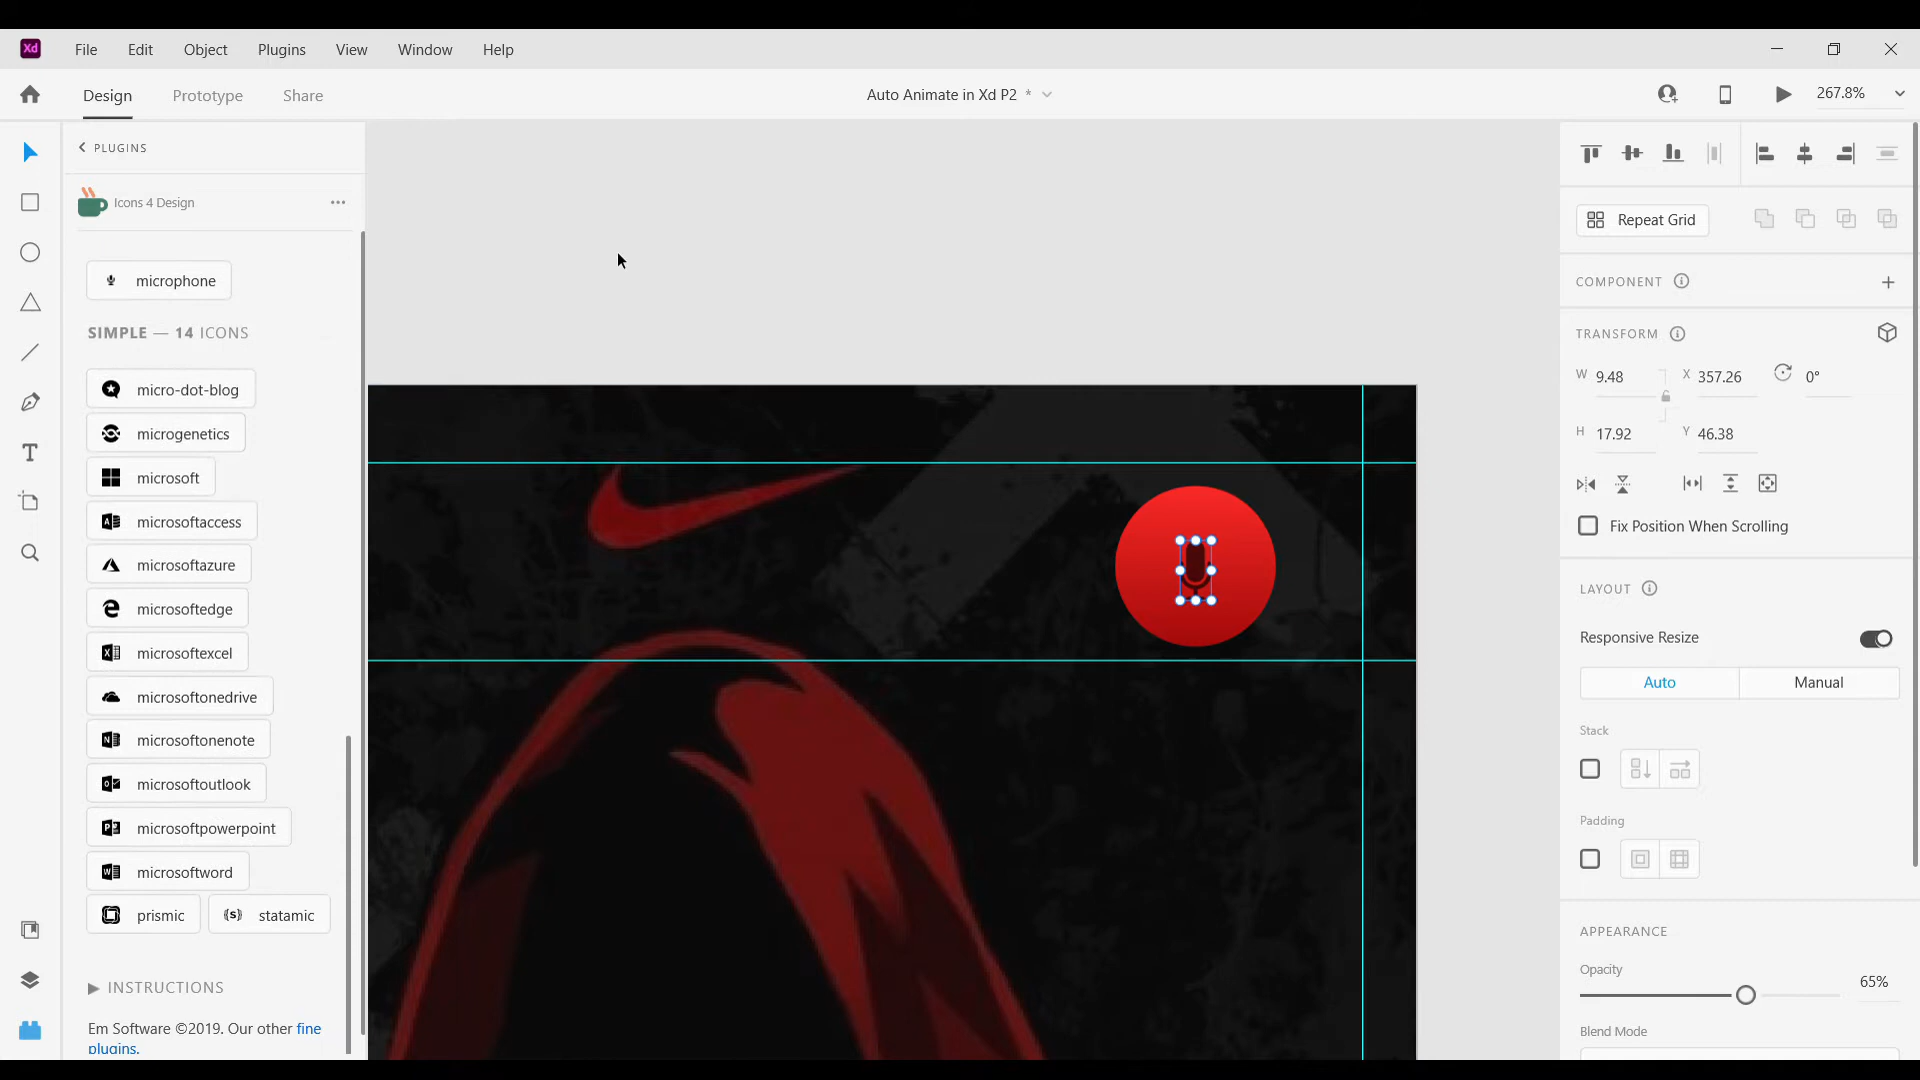 Xd File Edit Object Plugins View Window Help
Design Prototype Share Auto Animate in Xd P2 * 267.8%
PLUGINS
Icons 4 Design
microphone
SIMPLE — 14 ICONS
micro-dot-blog
microgenetics
microsoft
microsoftaccess
microsoftazure
microsoftedge
microsoftexcel
microsoftonedrive
microsoftonenote
microsoftoutlook
microsoftpowerpoint
microsoftword
prismic statamic
INSTRUCTIONS
Em Software ©2019. Our other fine
plugins.
Repeat Grid
COMPONENT
TRANSFORM
W 9.48 X 357.26 0°
H 17.92 Y 46.38
Fix Position When Scrolling
LAYOUT
Responsive Resize
Auto Manual
Stack
Padding
APPEARANCE
Opacity
65%
Blend Mode